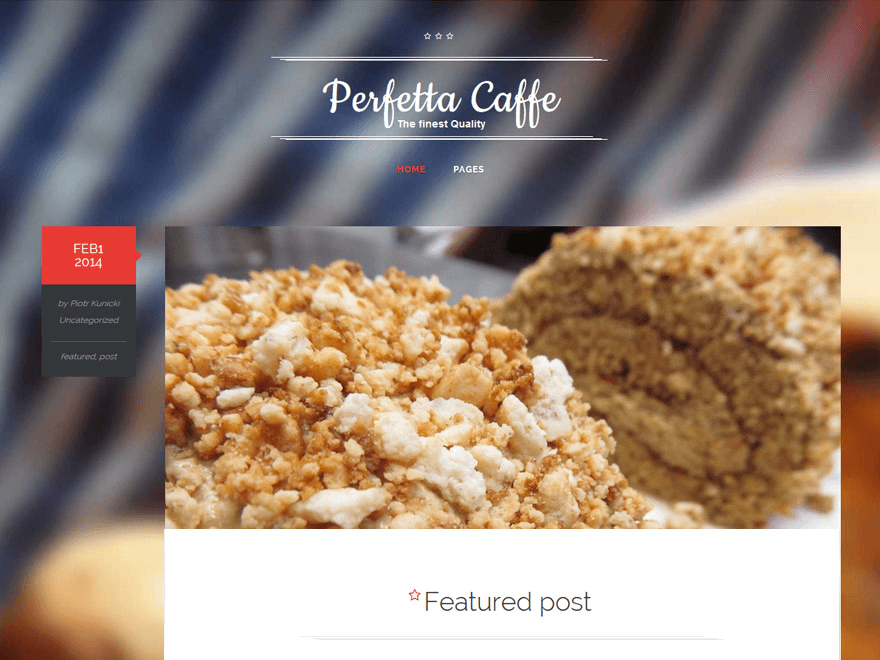 Perfetta Caffe
The finest Quality
HOME PAGES
FEB1
2014
by Piotr Kunicki
Uncategorized
featured, post
Featured post